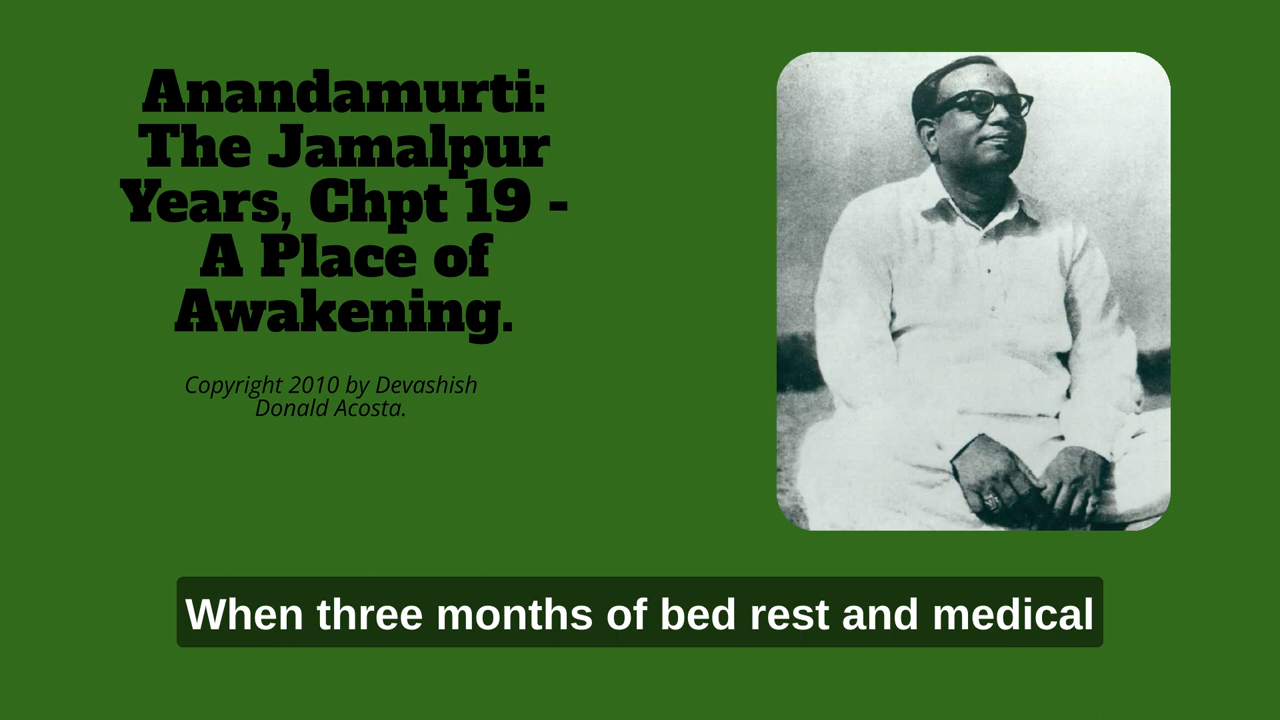 Anandamurti:
The Jamalpur
Years, Chpt 19 -
A Place of
Awakening.
Copyright 2010 by Devashish
Donald Acosta.
When three months of bed rest and medical